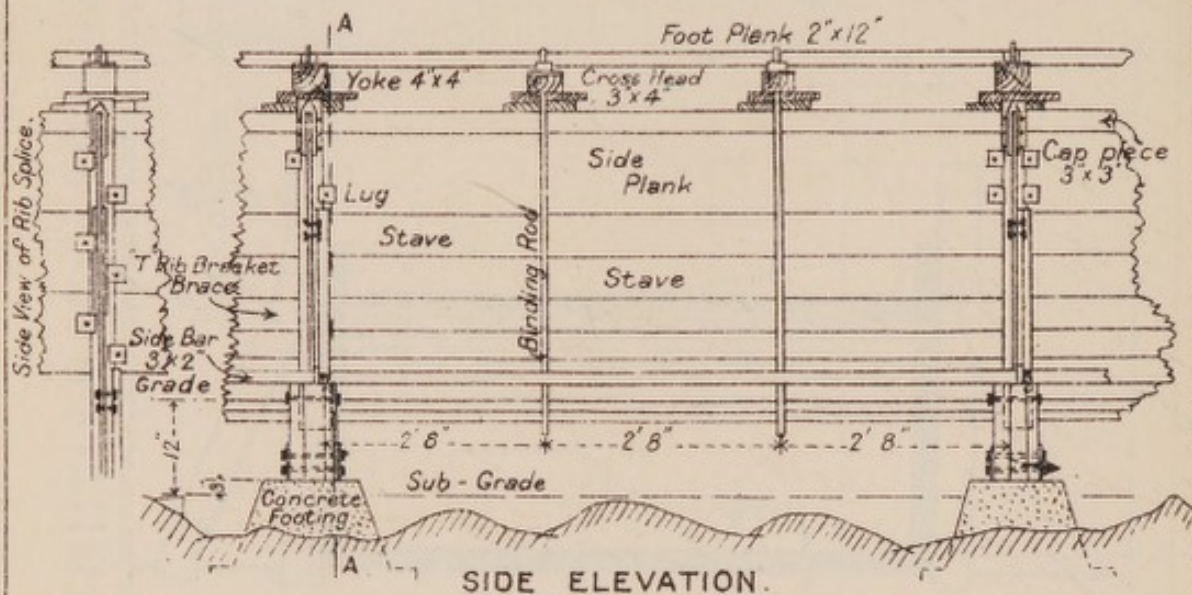 A
Foot Plank 2"x12"
Yoke 4"x4"
Cross Head
3"x4"
Side View of Rib Splice.
Cap piece
3"x3"
Side
Plank
Lug
Stave
Stave
"T" Rib Bracket
Brace
Binding Rod
Side Bar
3"x2"
Grade
12"
3"
2' 8"
2' 8"
2' 8"
Sub-Grade
Concrete
Footing
A
SIDE ELEVATION.